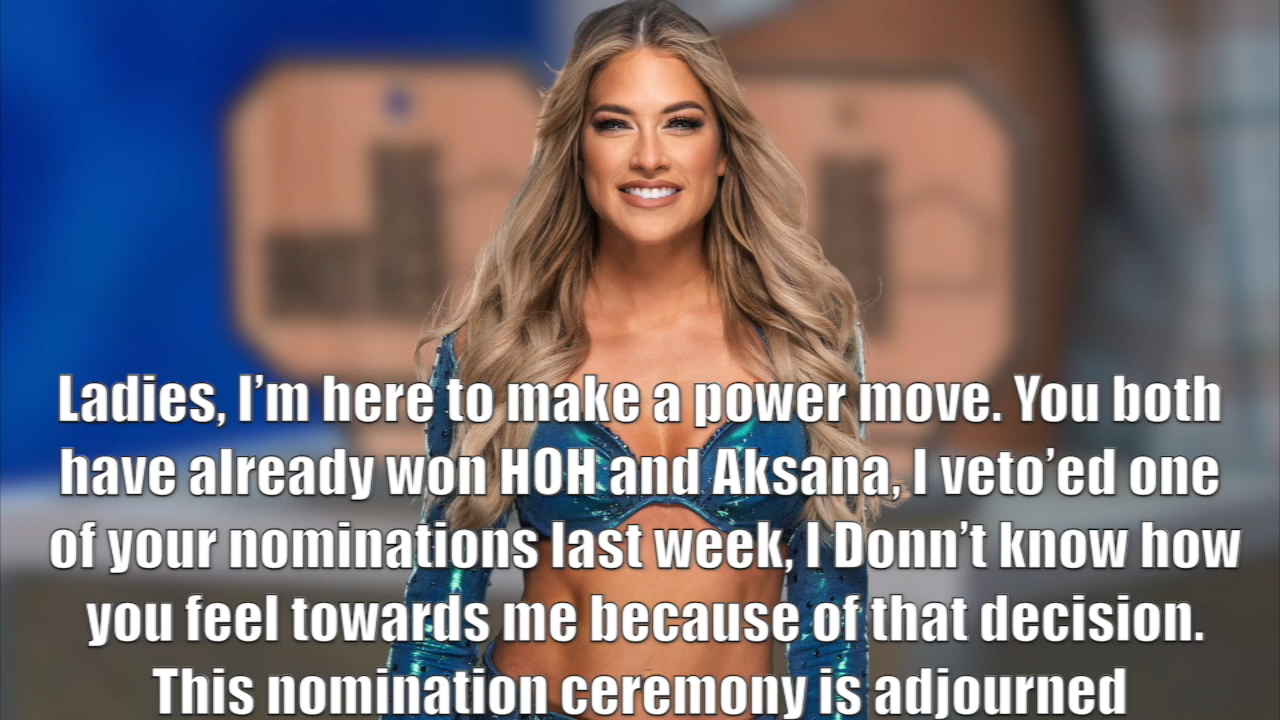 Ladies, I’m here to make a power move. You both
have already won HOH and Aksana, I veto’ed one
of your nominations last week, I Donn’t know how
you feel towards me because of that decision.
This nomination ceremony is adjourned